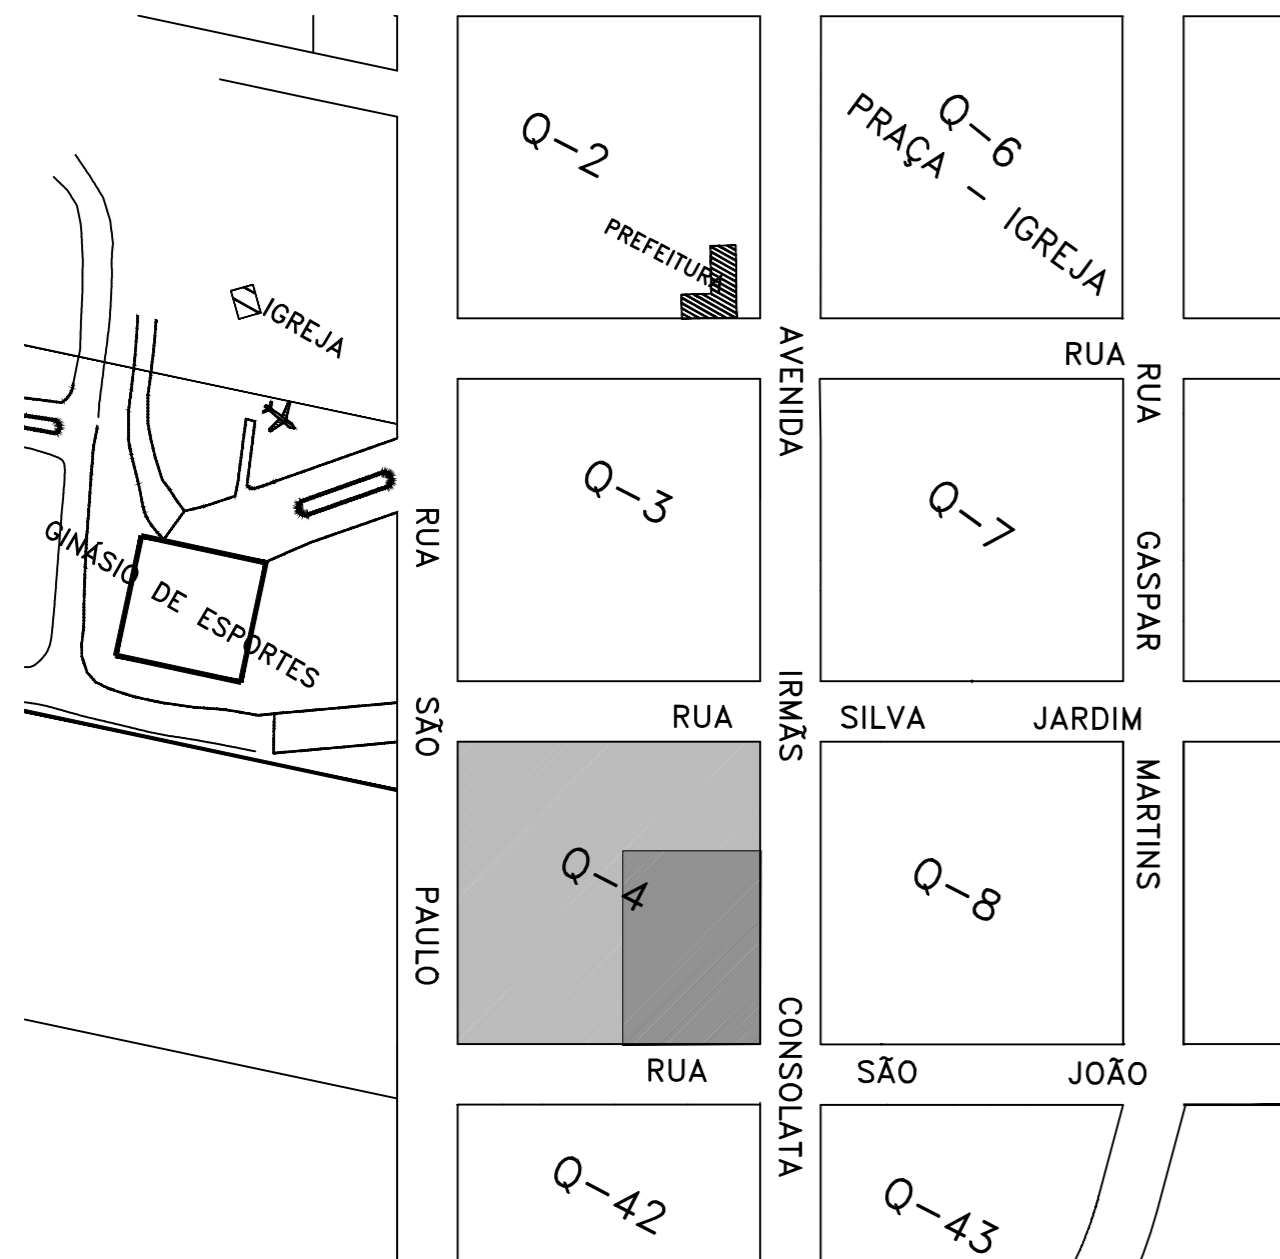 Q-2
Q-6
PRAÇA - IGREJA
PREFEITURA
IGREJA
RUA
AVENIDA IRMÃS CONSOLATA
RUA GASPAR MARTINS
Q-3
Q-7
RUA SÃO PAULO
GINÁSIO DE ESPORTES
RUA SILVA JARDIM
Q-4
Q-8
RUA SÃO JOÃO
Q-42
Q-43